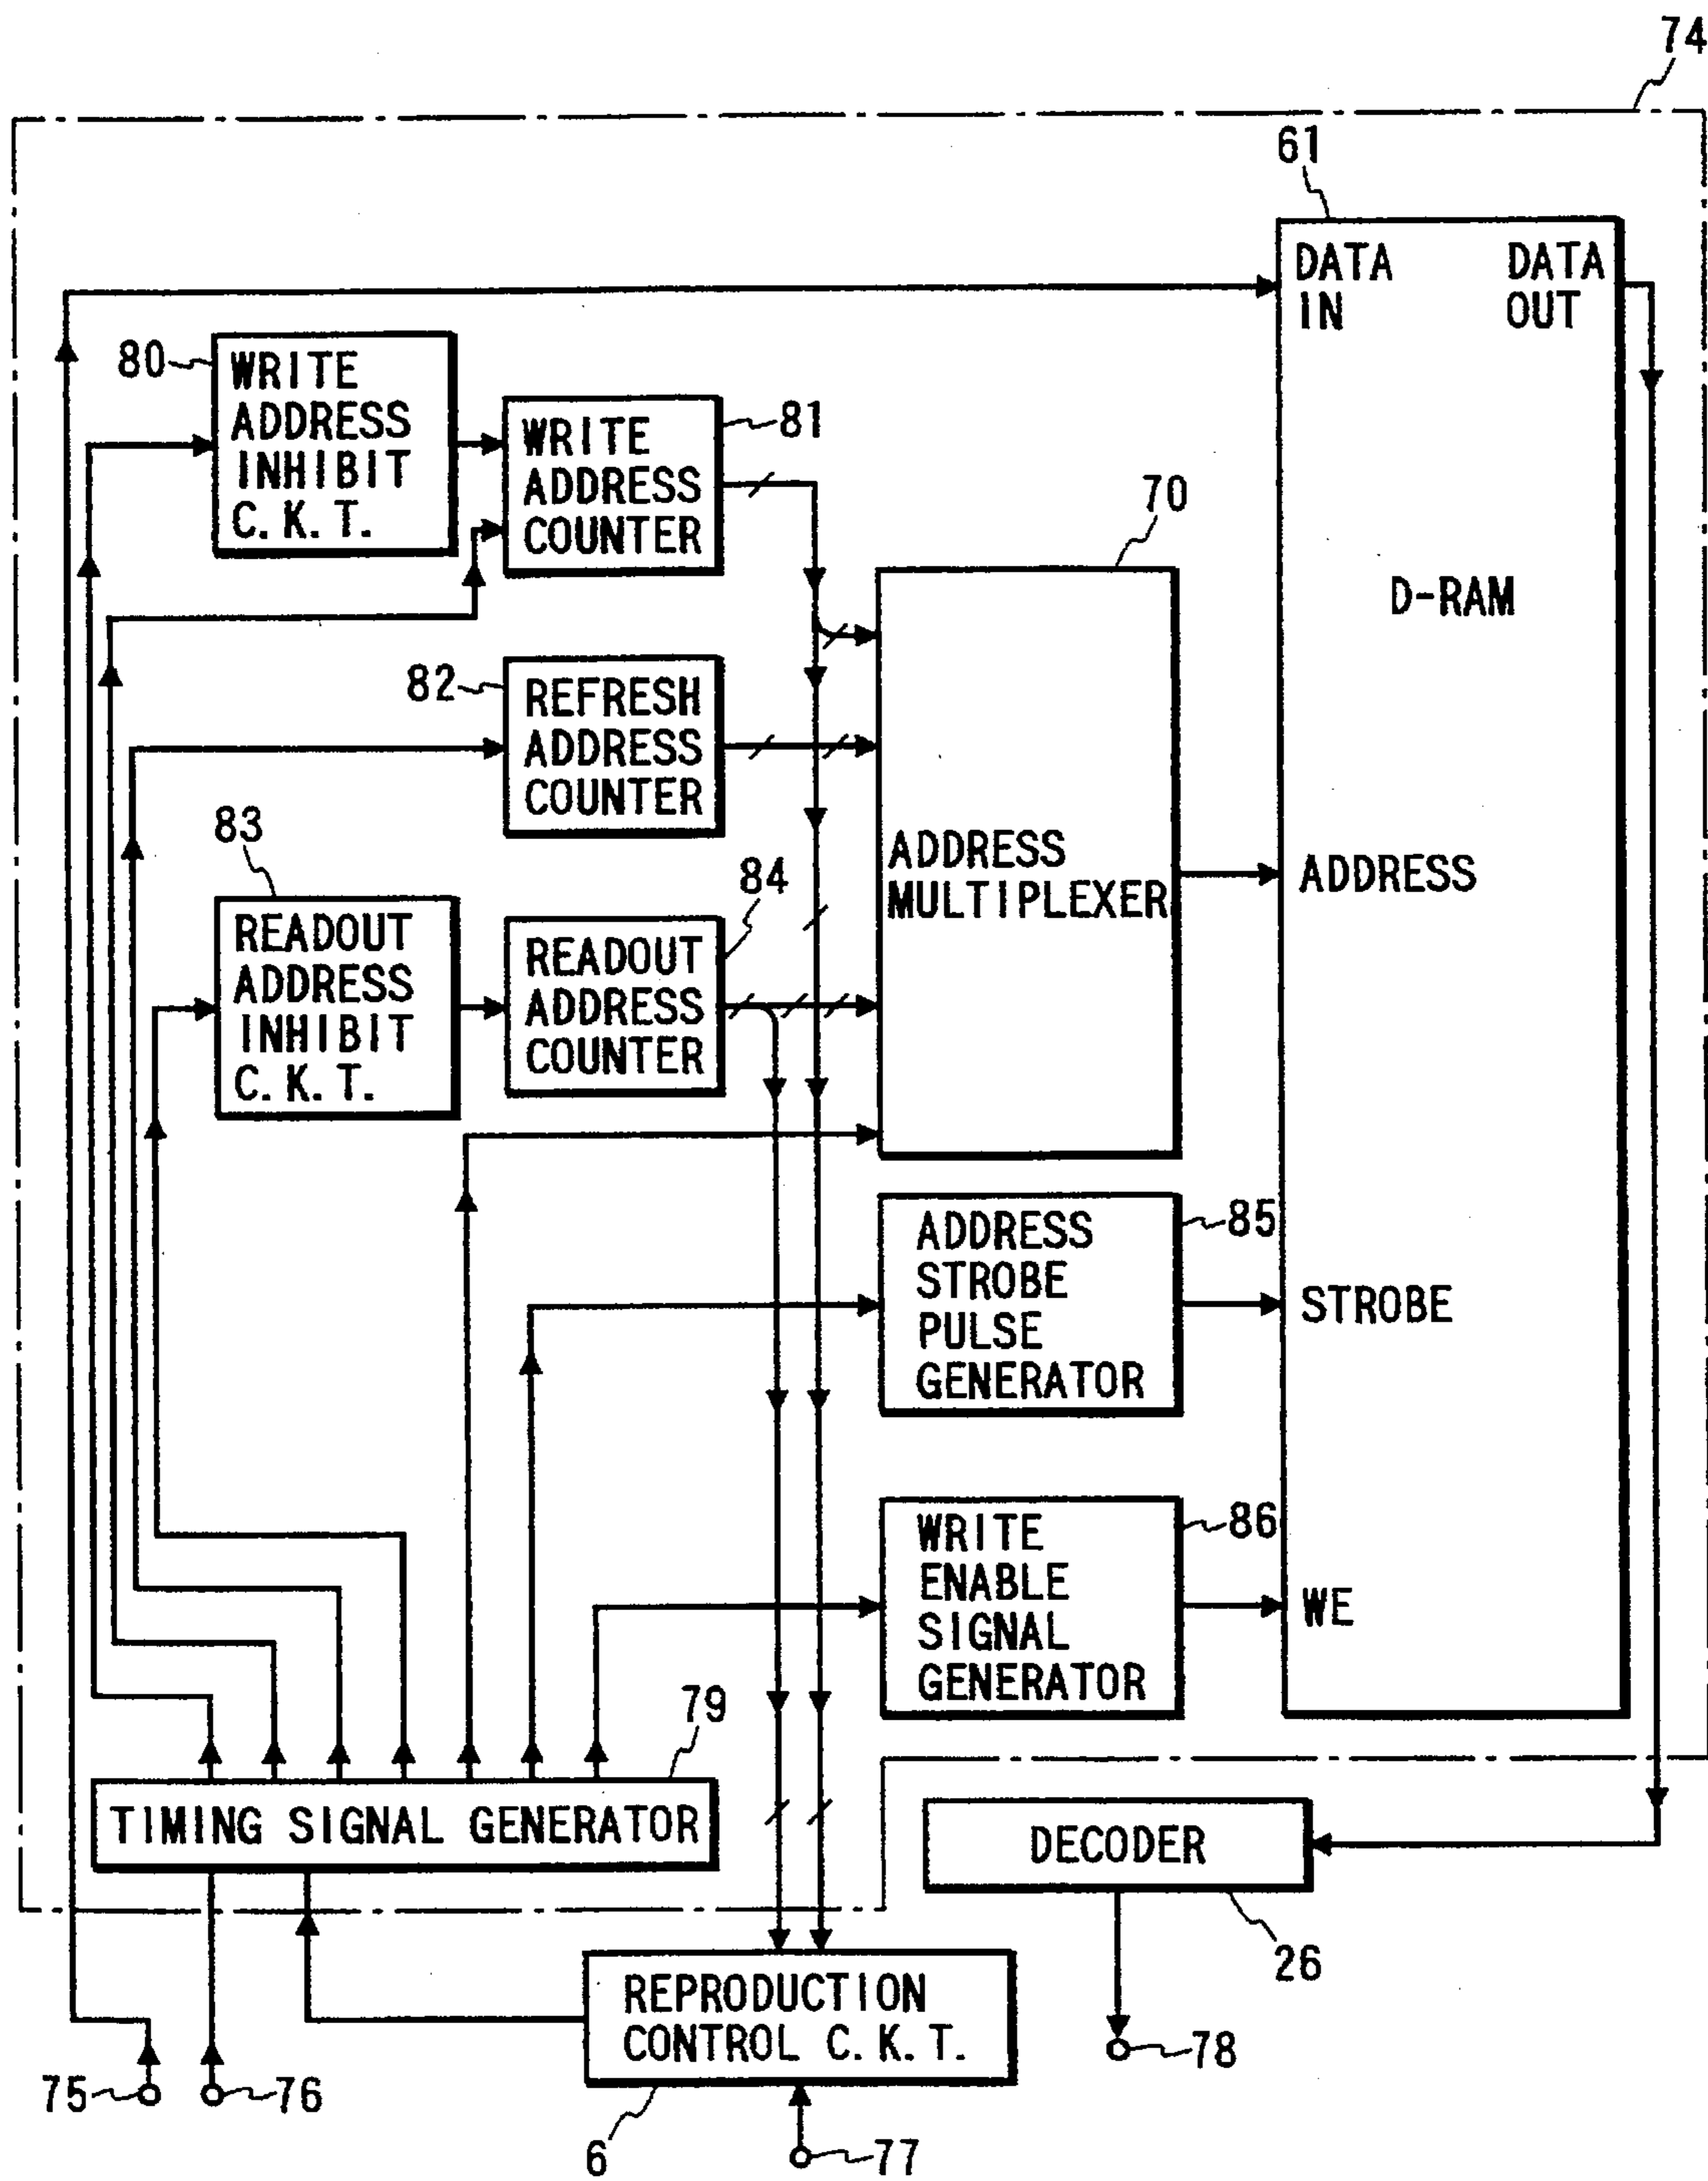 74
61
DATA IN
DATA OUT
80
WRITE
ADDRESS
INHIBIT
C. K. T.
WRITE
ADDRESS
COUNTER
81
70
D-RAM
82
REFRESH
ADDRESS
COUNTER
ADDRESS
MULTIPLEXER
ADDRESS
83
READOUT
ADDRESS
INHIBIT
C. K. T.
84
READOUT
ADDRESS
COUNTER
ADDRESS
STROBE
PULSE
GENERATOR
85
STROBE
WRITE
ENABLE
SIGNAL
GENERATOR
86
WE
79
TIMING SIGNAL GENERATOR
DECODER
26
REPRODUCTION
CONTROL C. K. T.
75
76
6
77
78